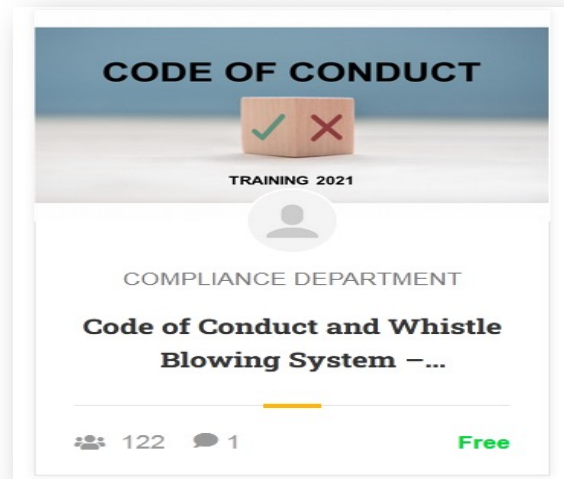 CODE OF CONDUCT
TRAINING 2021
COMPLIANCE DEPARTMENT
Code of Conduct and Whistle
Blowing System –...
122 1 Free